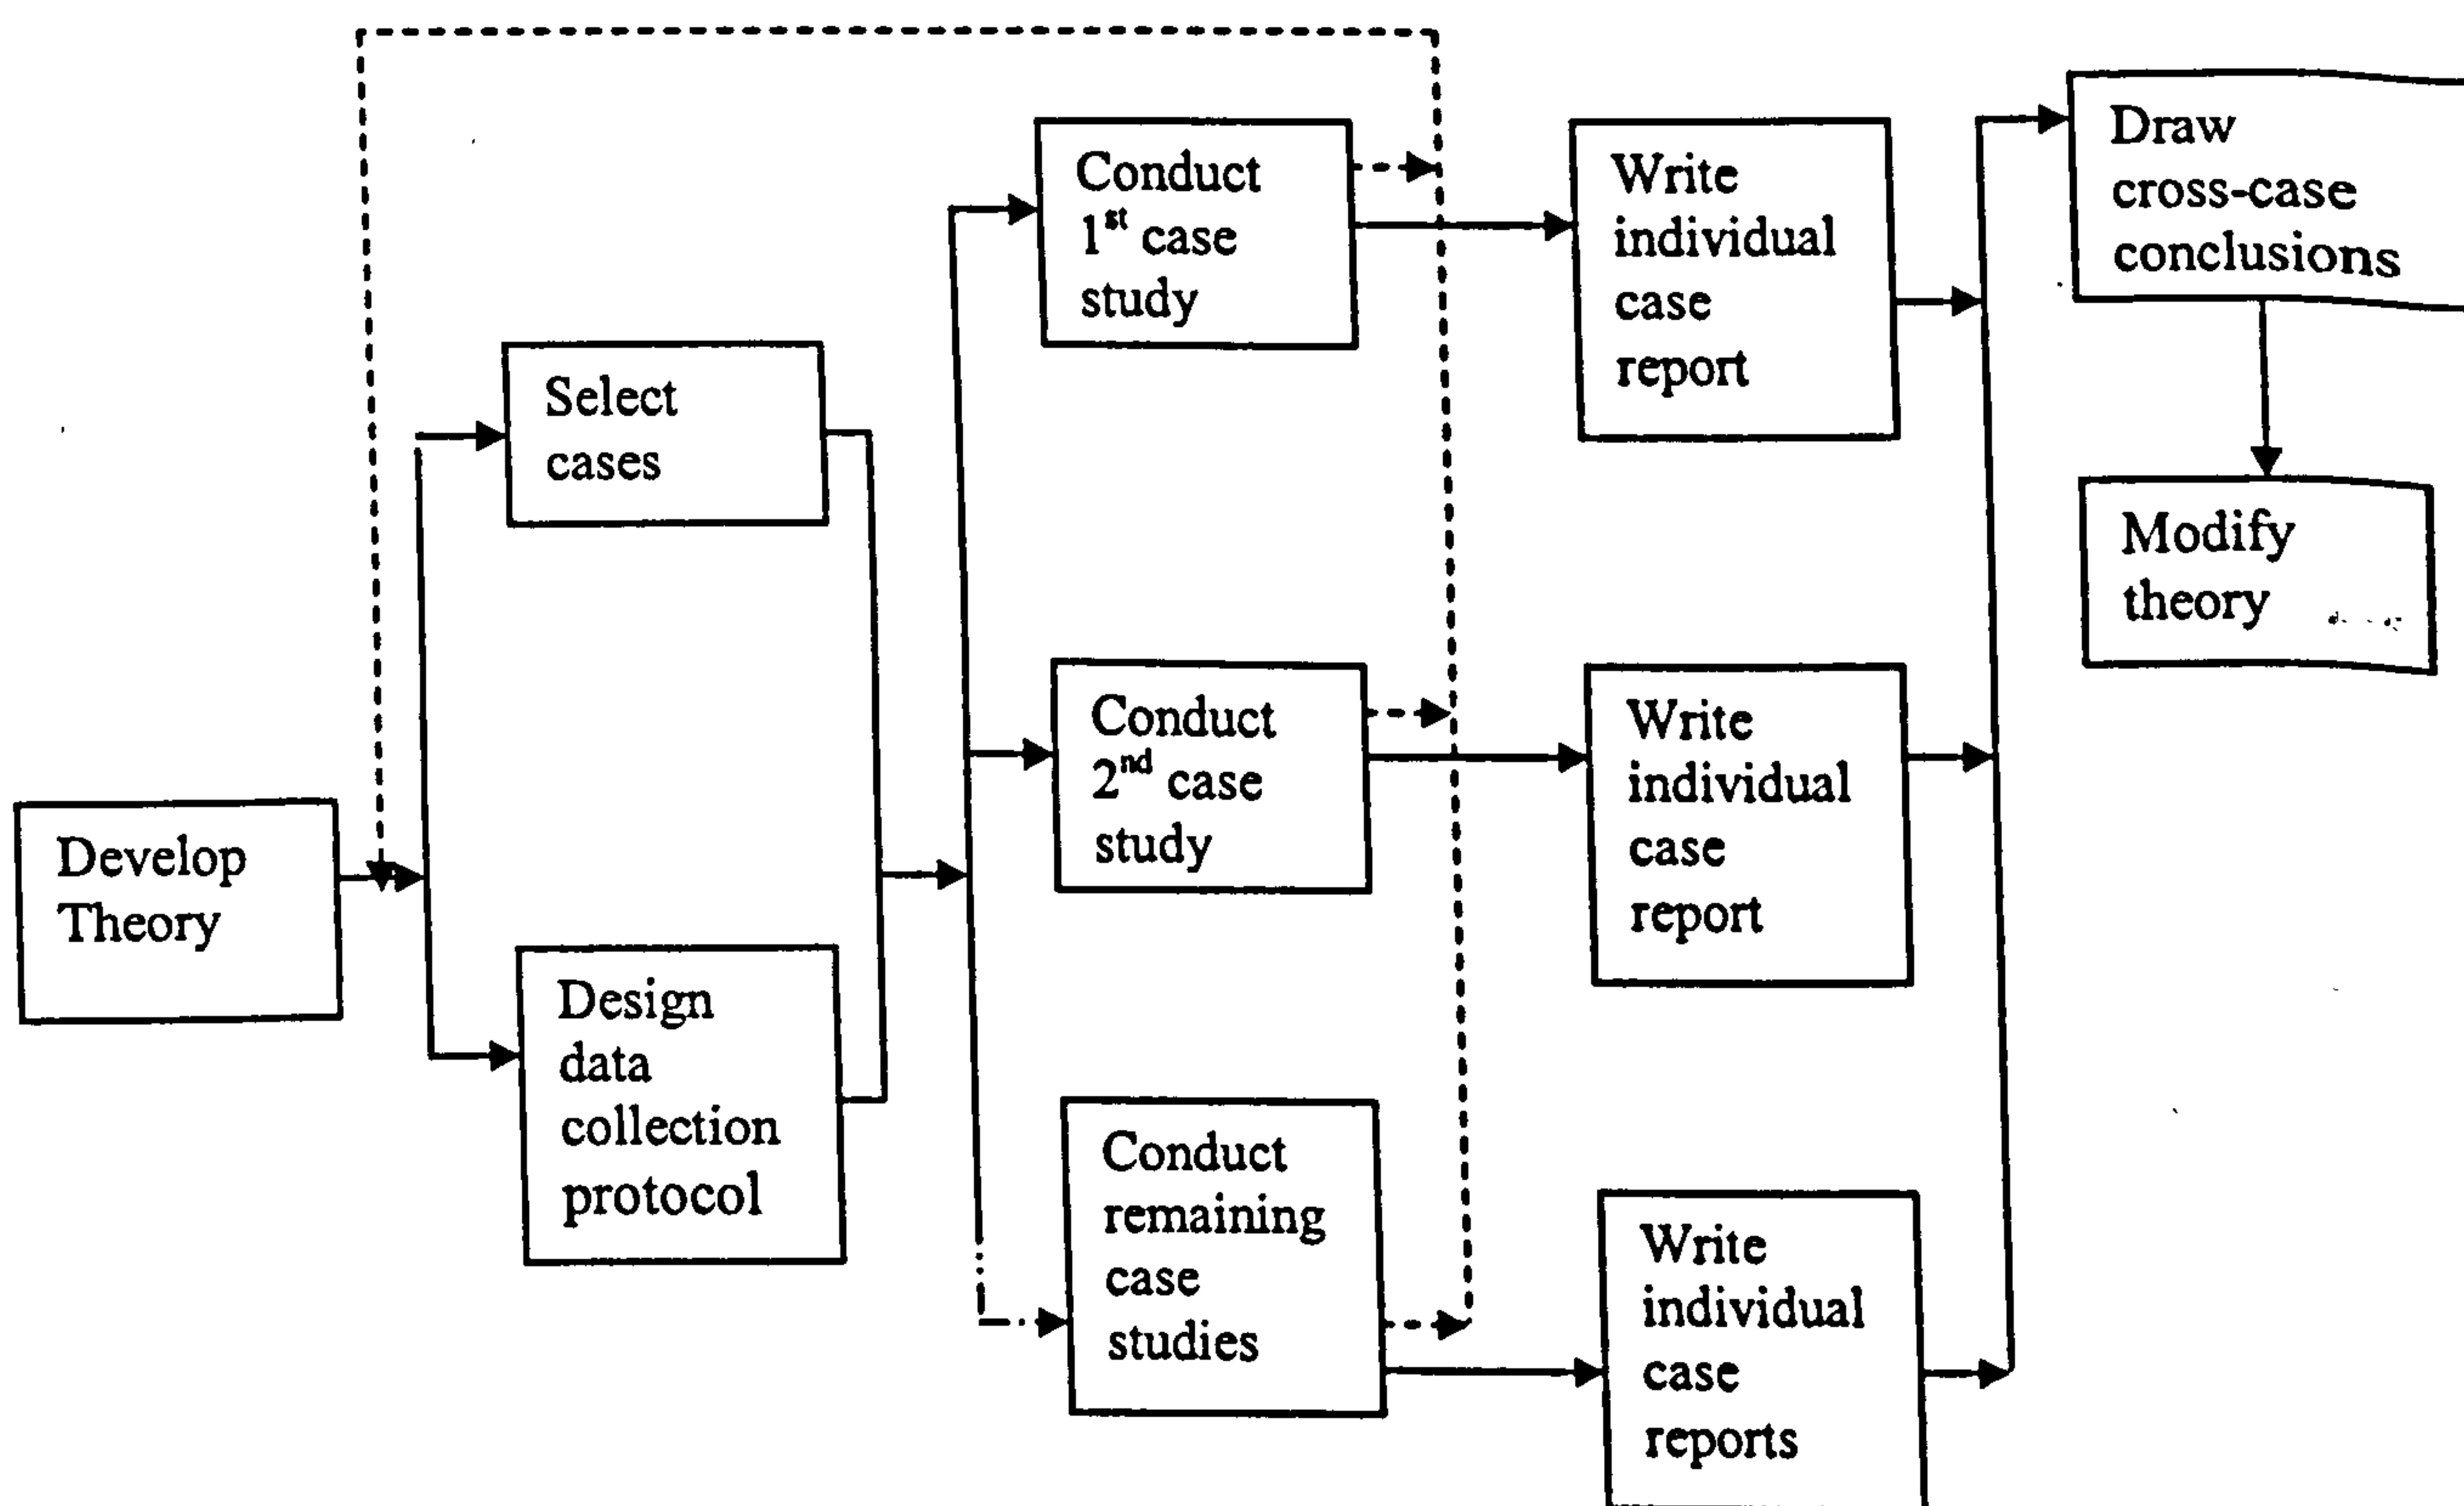 Develop
Theory
Select
cases
Design
data
collection
protocol
Conduct
1st case
study
Conduct
2nd case
study
Conduct
remaining
case
studies
Write
individual
case
report
Write
individual
case
report
Write
individual
case
reports
Draw
cross-case
conclusions
Modify
theory